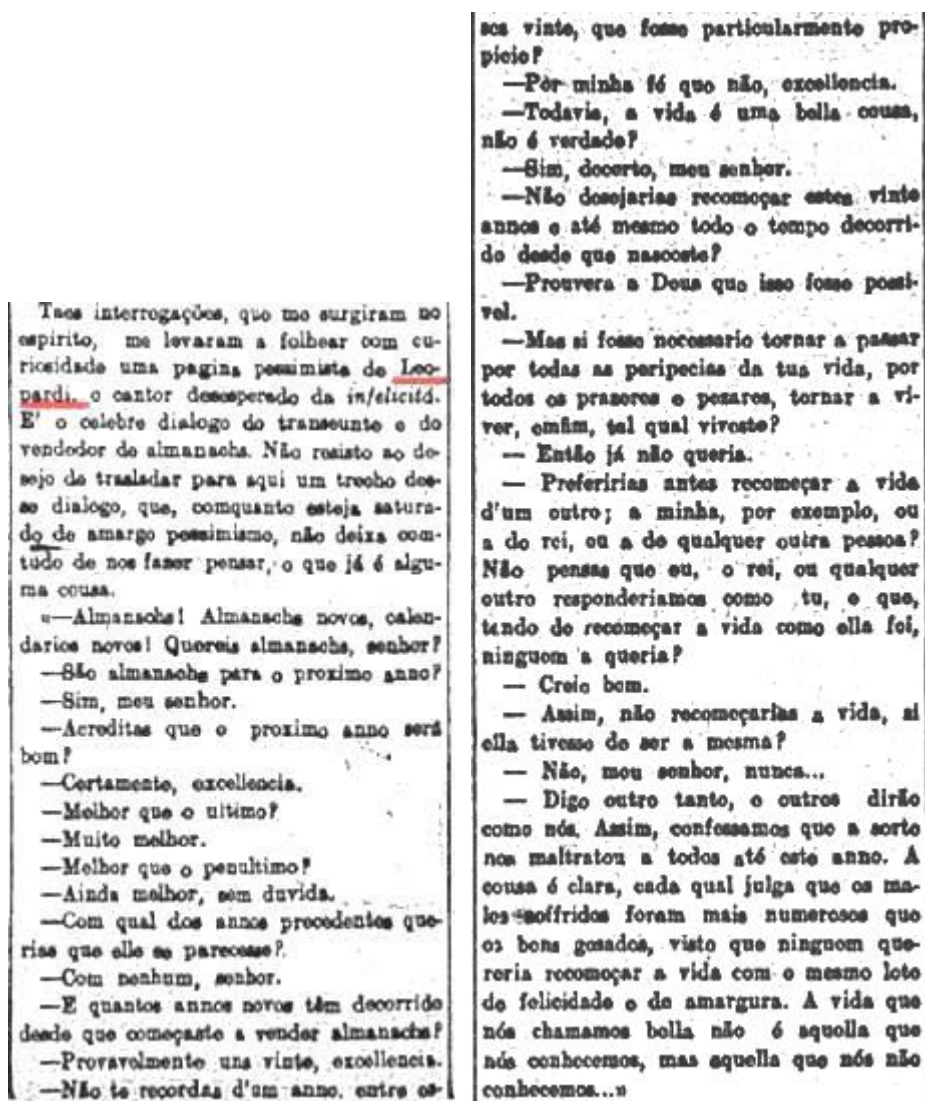 Taes interrogações, que me surgiram no
espirito, me levaram a folhear com cu-
riosidade uma pagina pessimista de Leo-
pardi, o cantor desesperado da infelicità.
E' o celebre dialogo do transeunte e do
vendedor de almanachs. Não resisto ao de-
sejo de trasladar para aqui um trecho des-
se dialogo, que, comquanto esteja satura-
do de amargo pessimismo, não deixa com-
tudo de nos faser pensar, o que já é algu-
ma cousa.
«—Almanachs! Almanachs novos, calen-
darios novos! Quereis almanachs, senhor?
—São almanachs para o proximo anno?
—Sim, meu senhor.
—Acreditas que o proximo anno será
bom?
—Certamente, excellencia.
—Melhor que o ultimo?
—Muito melhor.
—Melhor que o penultimo?
—Ainda melhor, sem duvida.
—Com qual dos annos precedentes que-
rias que elle se parecesse?
—Com nenhum, senhor.
—E quantos annos novos têm decorrido
desde que começaste a vender almanachs?
—Provavelmente uns vinte, excellencia.
—Não te recordas d'um anno, entre es-
ses vinte, que fosse particularmente pro-
picio?
—Por minha fé que não, excellencia.
—Todavia, a vida é uma bella cousa,
não é verdade?
—Sim, decerto, meu senhor.
—Não desejarias recomeçar estes vinte
annos e até mesmo todo o tempo decorri-
do desde que nasceste?
—Prouvera a Deus que isso fosse possi-
vel.
—Mas si fosse necessario tornar a passar
por todas as peripecias da tua vida, por
todos os praseres e pezares, tornar a vi-
ver, emfim, tal qual viveste?
— Então já não queria.
— Preferirias antes recomeçar a vida
d'um outro; a minha, por exemplo, ou
a do rei, ou a de qualquer outra pessoa?
Não pensas que eu, o rei, ou qualquer
outro responderiamos como tu, e que,
tendo de recomeçar a vida como ella foi,
ninguem a queria?
— Creio bem.
— Assim, não recomeçarias a vida, si
ella tivesse de ser a mesma?
— Não, meu senhor, nunca...
— Digo outro tanto, e outros dirão
como nós. Assim, confessamos que a sorte
nos maltratou a todos até este anno. A
cousa é clara, cada qual julga que os ma-
les soffridos foram mais numerosos que
os bens gosados, visto que ninguem que-
reria recomeçar a vida com o mesmo lote
de felicidade e de amargura. A vida que
nós chamamos bella não é aquella que
nós conhecemos, mas aquella que nós não
conhecemos...»